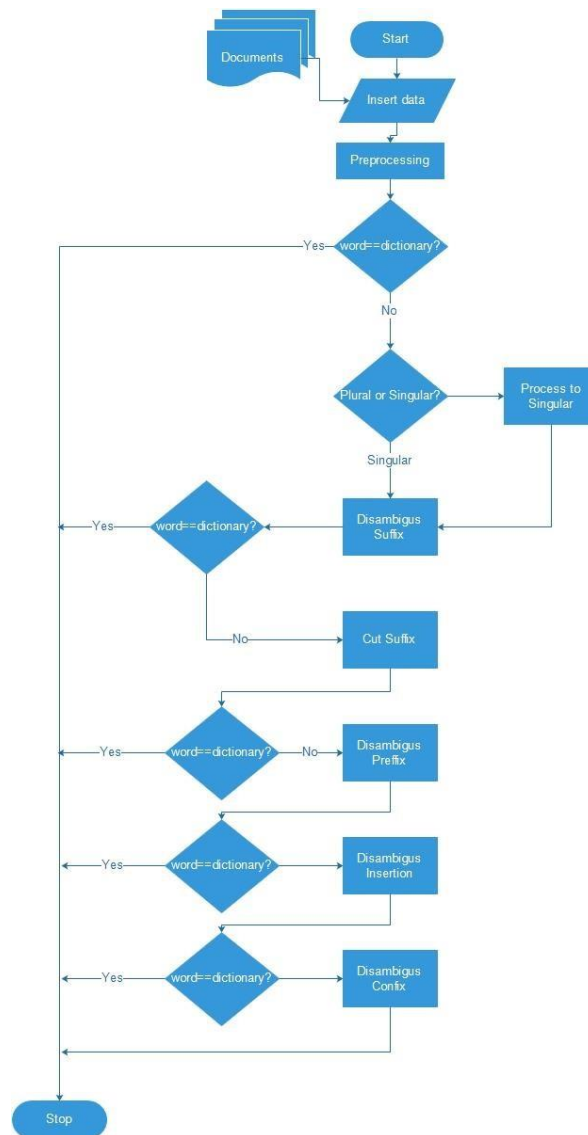 Start
Documents
Insert data
Preprocessing
word==dictionary?
Yes
No
Plural or Singular?
Process to
Singular
Singular
Disambigus
Suffix
word==dictionary?
Yes
No
Cut Suffix
word==dictionary?
Yes
No
Disambigus
Preffix
word==dictionary?
Yes
Disambigus
Insertion
word==dictionary?
Yes
Disambigus
Confix
Stop